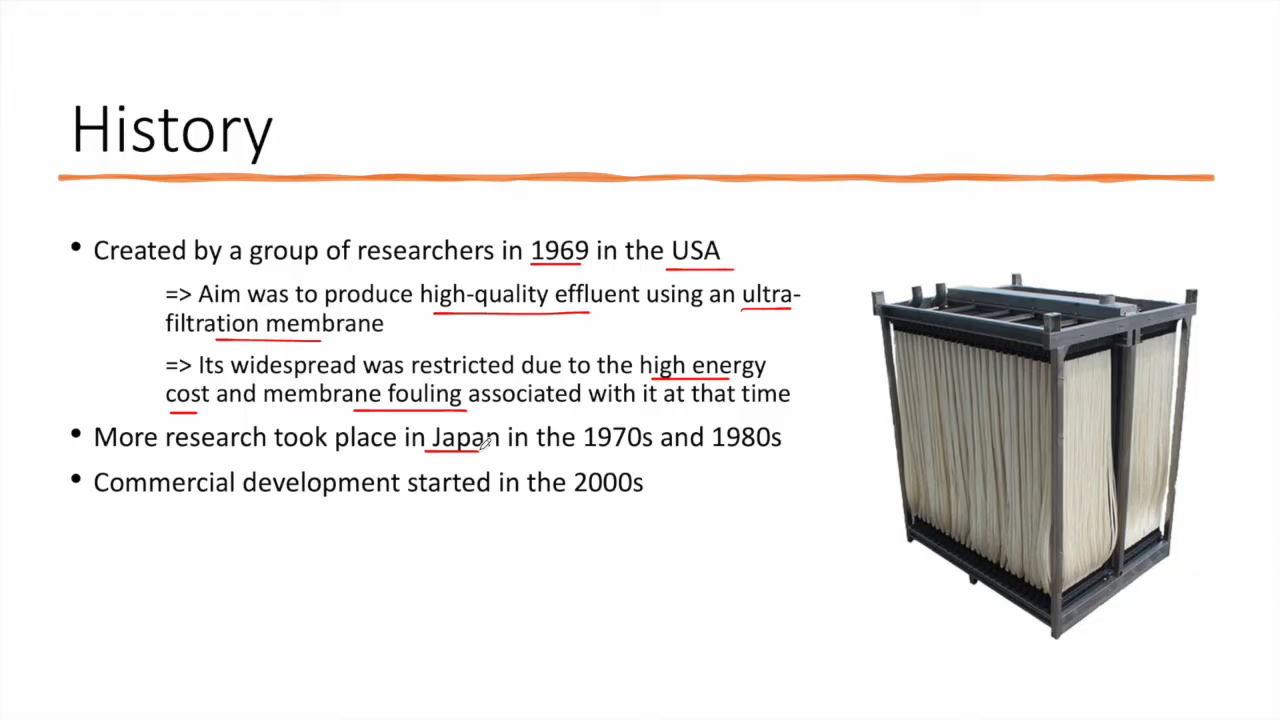 History
• Created by a group of researchers in 1969 in the USA
=> Aim was to produce high-quality effluent using an ultra-
filtration membrane
=> Its widespread was restricted due to the high energy
cost and membrane fouling associated with it at that time
• More research took place in Japan in the 1970s and 1980s
• Commercial development started in the 2000s